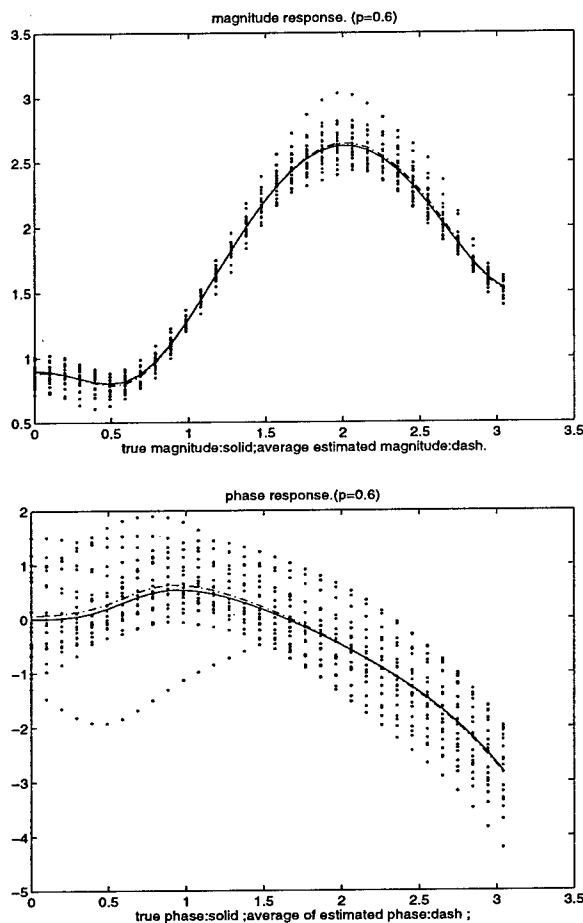 magnitude response. (p=0.6)
3.5
3
2.5
2
1.5
1
0.5
0 0.5 1 1.5 2 2.5 3 3.5
true magnitude:solid;average estimated magnitude:dash.
phase response.(p=0.6)
2
1
0
−1
−2
−3
−4
−5
0 0.5 1 1.5 2 2.5 3 3.5
true phase:solid ;average of estimated phase:dash ;